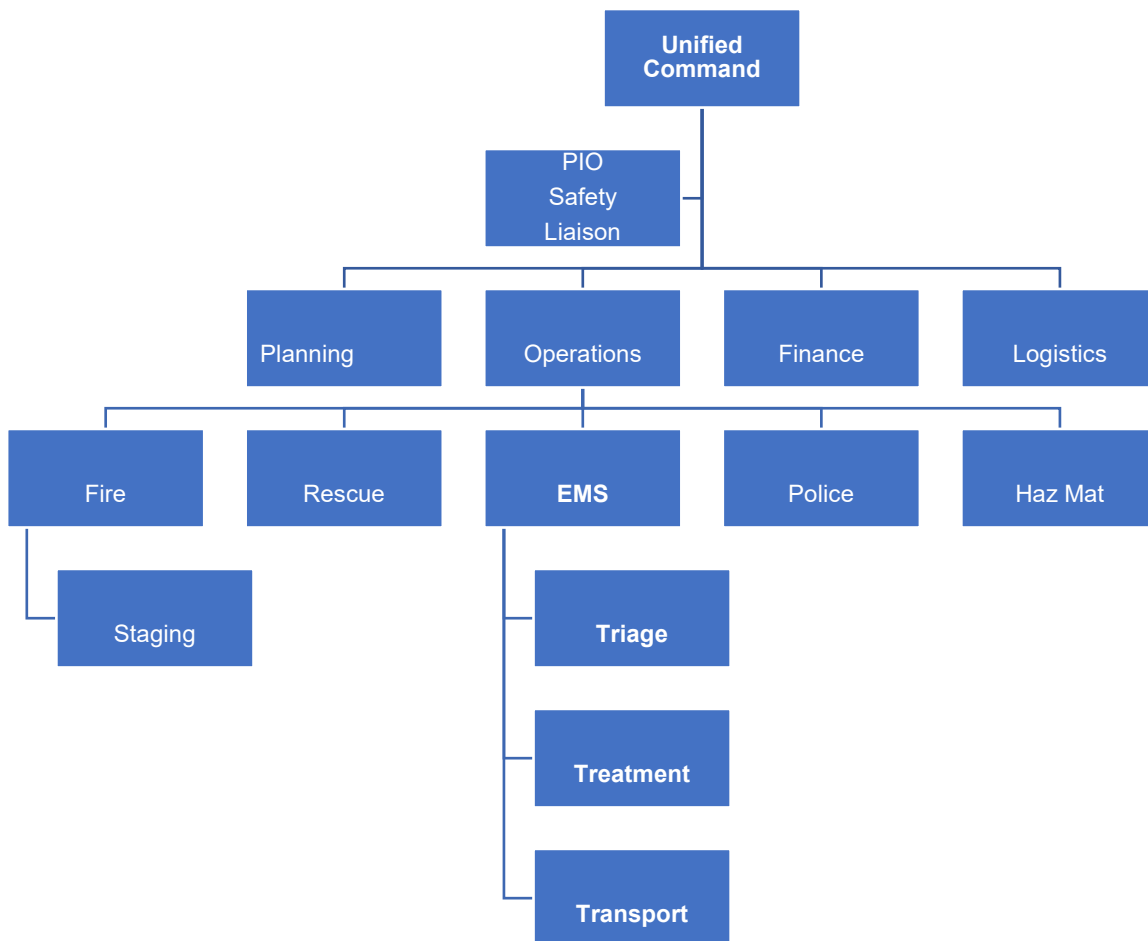 Unified
Command
PIO
Safety
Liaison
Planning
Operations
Finance
Logistics
Fire
Rescue
EMS
Police
Haz Mat
Staging
Triage
Treatment
Transport